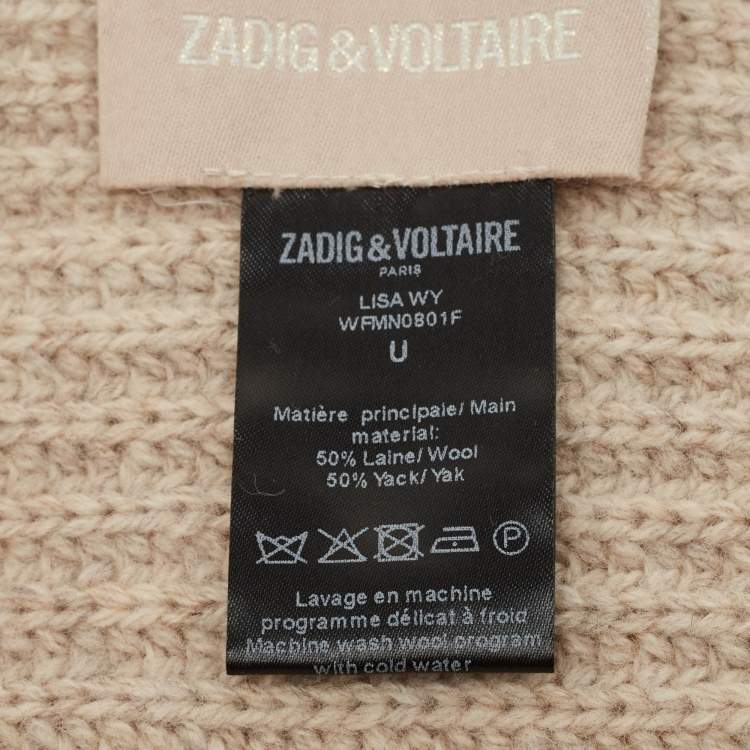 ZADIG &VOLTAIRE
ZADIG&VOLTAIRE
PARIS
LISA WY
WFMN0801F
U
Matière principale/ Main
material:
50% Laine/ Wool
50% Yack/ Yak
P
Lavage en machine
programme délicat à froid
Machine wash wool program
with cold water